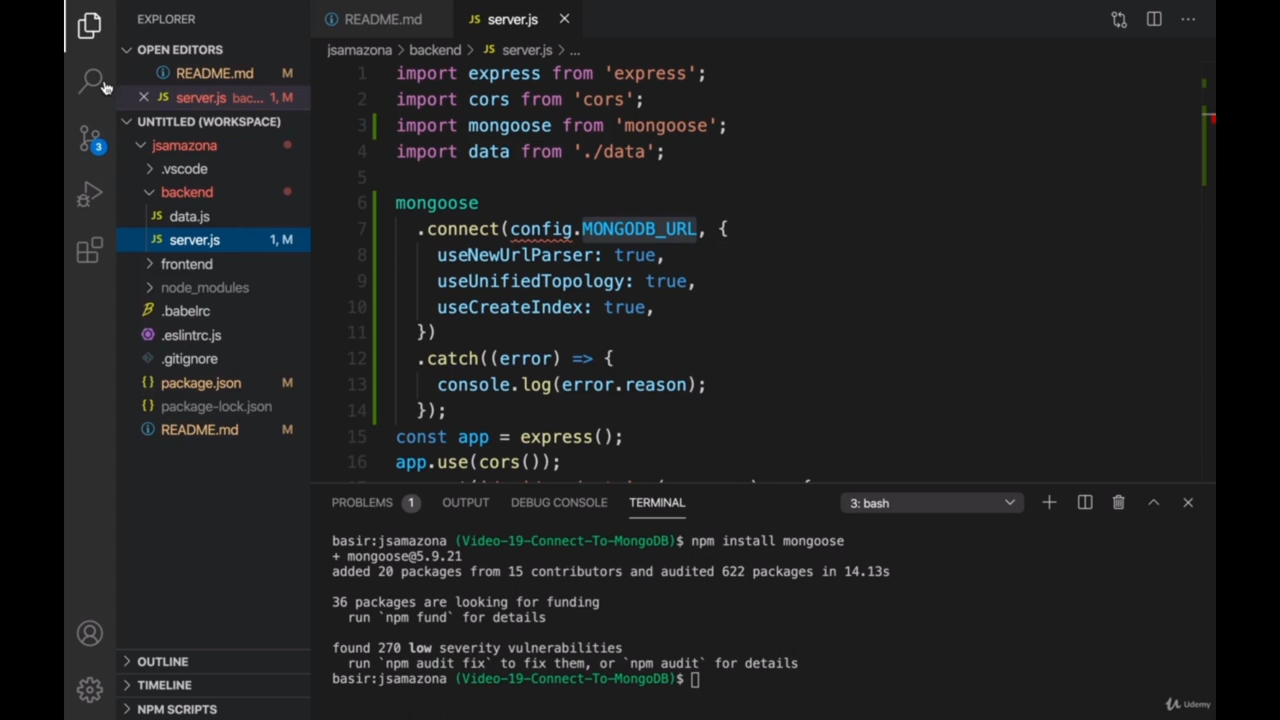 EXPLORER
OPEN EDITORS
README.md M
JS server.js bac... 1, M
UNTITLED (WORKSPACE)
jsamazona
.vscode
backend
JS data.js
JS server.js 1, M
frontend
node_modules
.babelrc
.eslintrc.js
.gitignore
{} package.json M
{} package-lock.json
README.md M
OUTLINE
TIMELINE
NPM SCRIPTS
3
README.md
JS server.js
jsamazona > backend > JS server.js > ...
1 import express from 'express';
2 import cors from 'cors';
3 import mongoose from 'mongoose';
4 import data from './data';
5
6 mongoose
7 .connect(config.MONGODB_URL, {
8 useNewUrlParser: true,
9 useUnifiedTopology: true,
10 useCreateIndex: true,
11 })
12 .catch((error) => {
13 console.log(error.reason);
14 });
15 const app = express();
16 app.use(cors());
PROBLEMS 1 OUTPUT DEBUG CONSOLE TERMINAL 3: bash
basir:jsamazona (Video-19-Connect-To-MongoDB)$ npm install mongoose
+ mongoose@5.9.21
added 20 packages from 15 contributors and audited 622 packages in 14.13s
36 packages are looking for funding
run `npm fund` for details
found 270 low severity vulnerabilities
run `npm audit fix` to fix them, or `npm audit` for details
basir:jsamazona (Video-19-Connect-To-MongoDB)$
Udemy